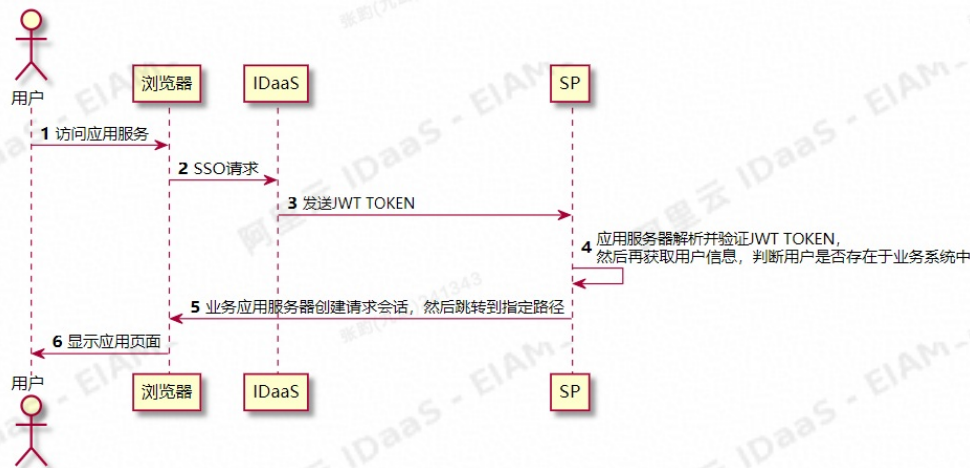 用户
浏览器
IDaaS
SP
1 访问应用服务
2 SSO请求
3 发送JWT TOKEN
4 应用服务器解析并验证JWT TOKEN，
然后再获取用户信息，判断用户是否存在于业务系统中
5 业务应用服务器创建请求会话，然后跳转到指定路径
6 显示应用页面
用户
浏览器
IDaaS
SP
阿里云 IDaaS - EIAM-